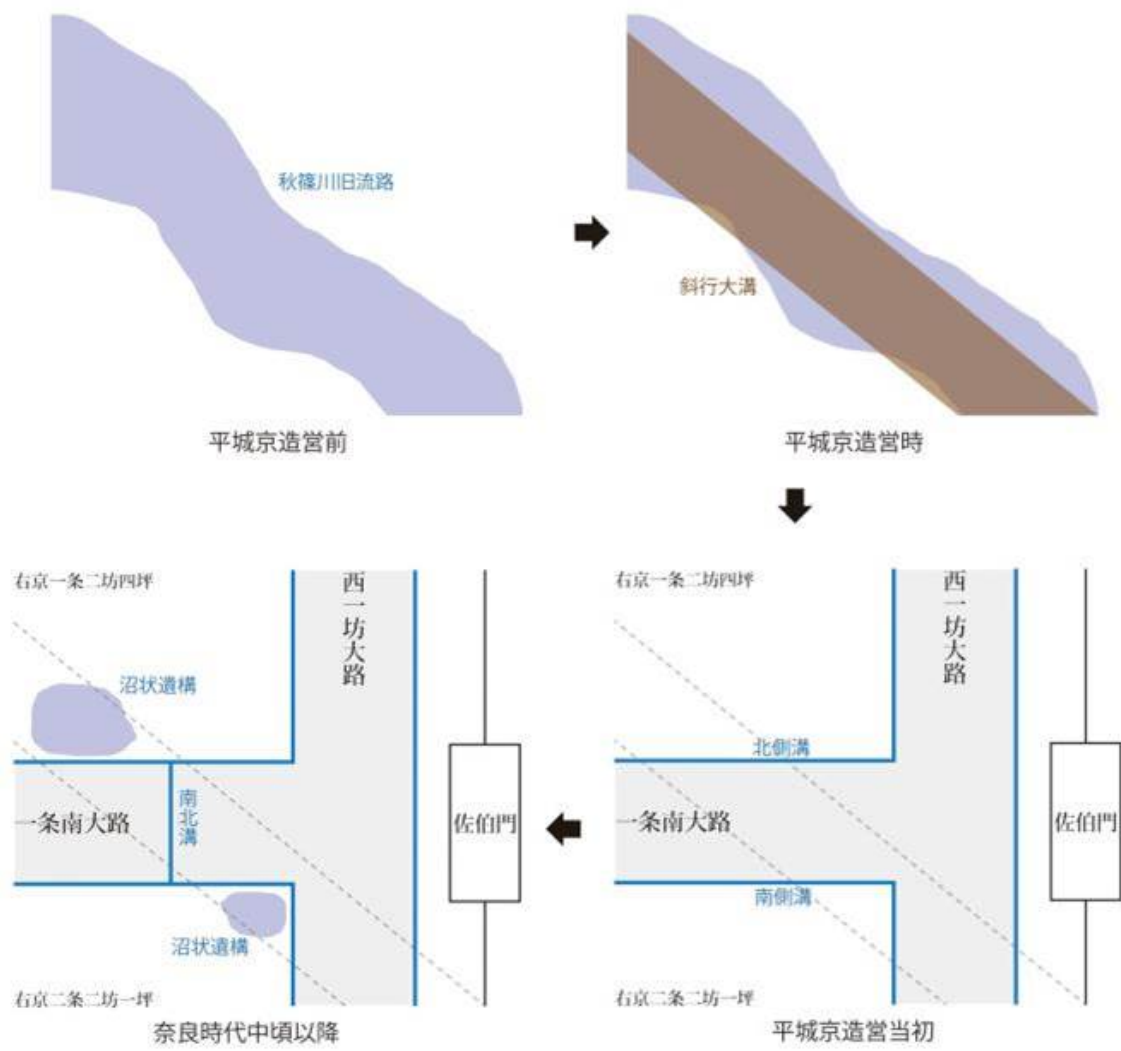 秋篠川旧流路
平城京造営前
斜行大溝
平城京造営時
右京一条二坊四坪
西一坊大路
北側溝
一条南大路
佐伯門
南側溝
右京二条二坊一坪
平城京造営当初
右京一条二坊四坪
西一坊大路
沼状遺構
南北溝
一条南大路
佐伯門
沼状遺構
右京二条二坊一坪
奈良時代中頃以降